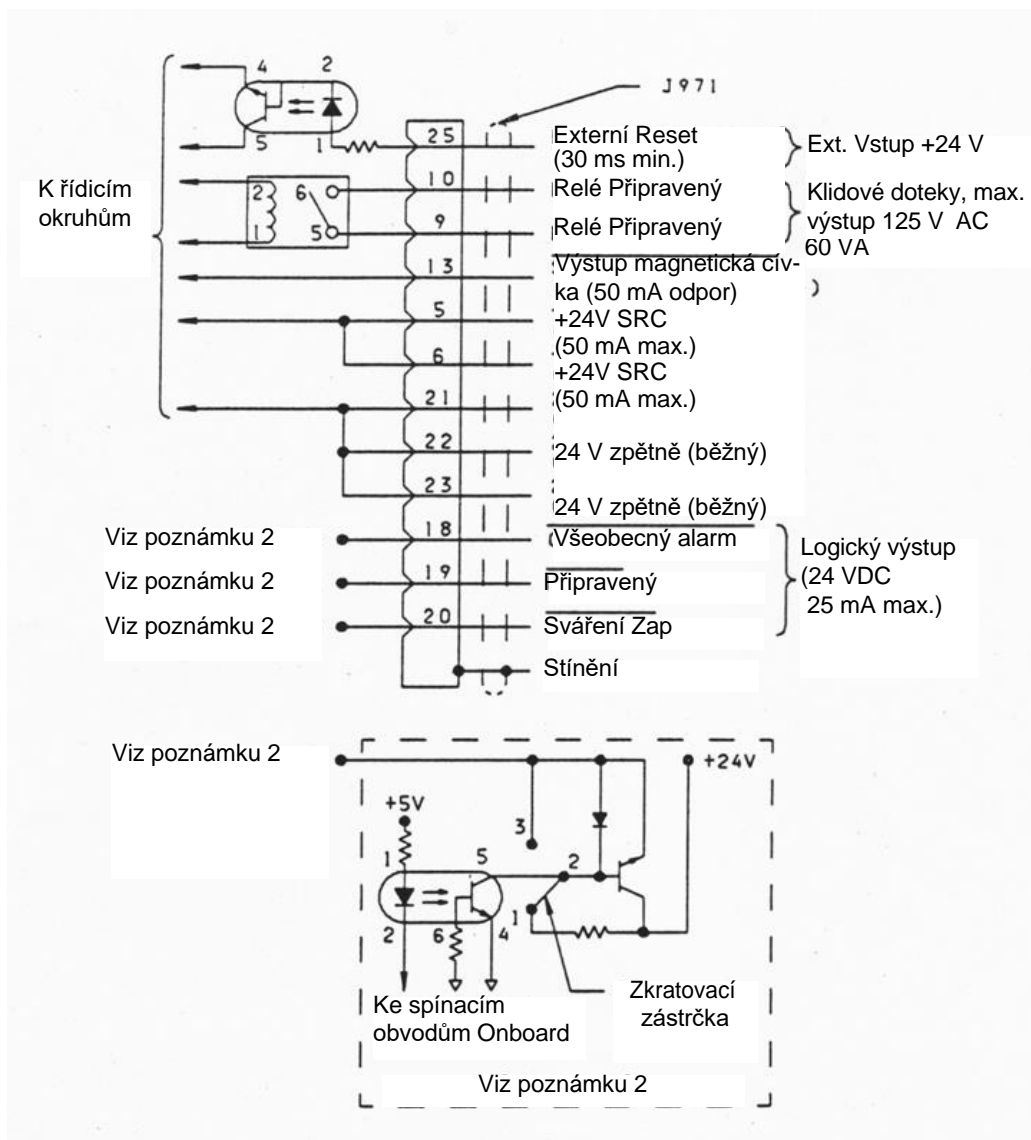 4 2
J971
5 1 25 Externí Reset
(30 ms min.)
Ext. Vstup +24 V
K řídicím
okruhům
2 6 10 Relé Připravený
1 5 9 Relé Připravený
Klidové doteky, max.
výstup 125 V AC
60 VA
13 Výstup magnetická cív-
ka (50 mA odpor)
5 +24V SRC
(50 mA max.)
6 +24V SRC
(50 mA max.)
21
22 24 V zpětně (běžný)
23 24 V zpětně (běžný)
Viz poznámku 2 18 Všeobecný alarm
Viz poznámku 2 19 Připravený
Viz poznámku 2 20 Sváření Zap
Logický výstup
(24 VDC
25 mA max.)
Stínění
Viz poznámku 2
+24V
+5V
3
1 5 2
1
2 6 4
Ke spínacím
obvodům Onboard
Zkratovací
zástrčka
Viz poznámku 2